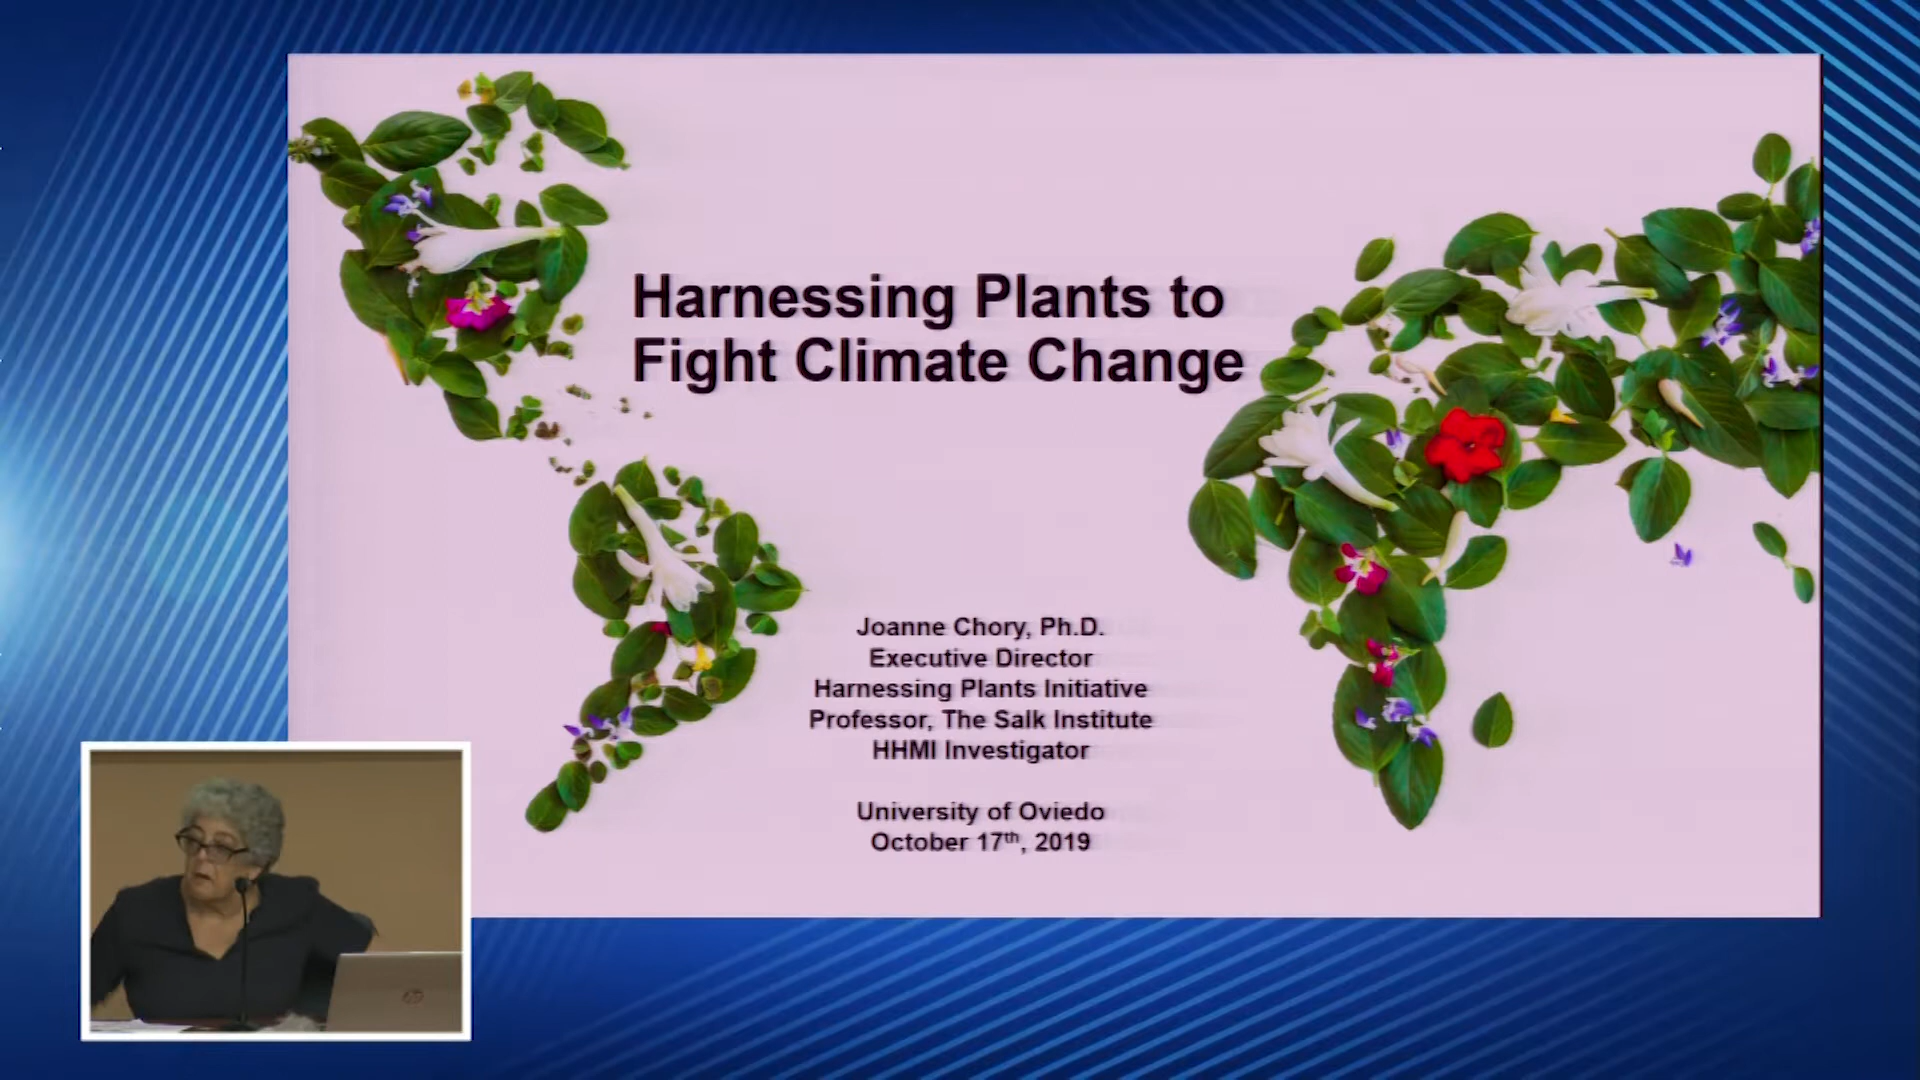 Harnessing Plants to
Fight Climate Change
Joanne Chory, Ph.D.
Executive Director
Harnessing Plants Initiative
Professor, The Salk Institute
HHMI Investigator
University of Oviedo
October 17th, 2019
hp